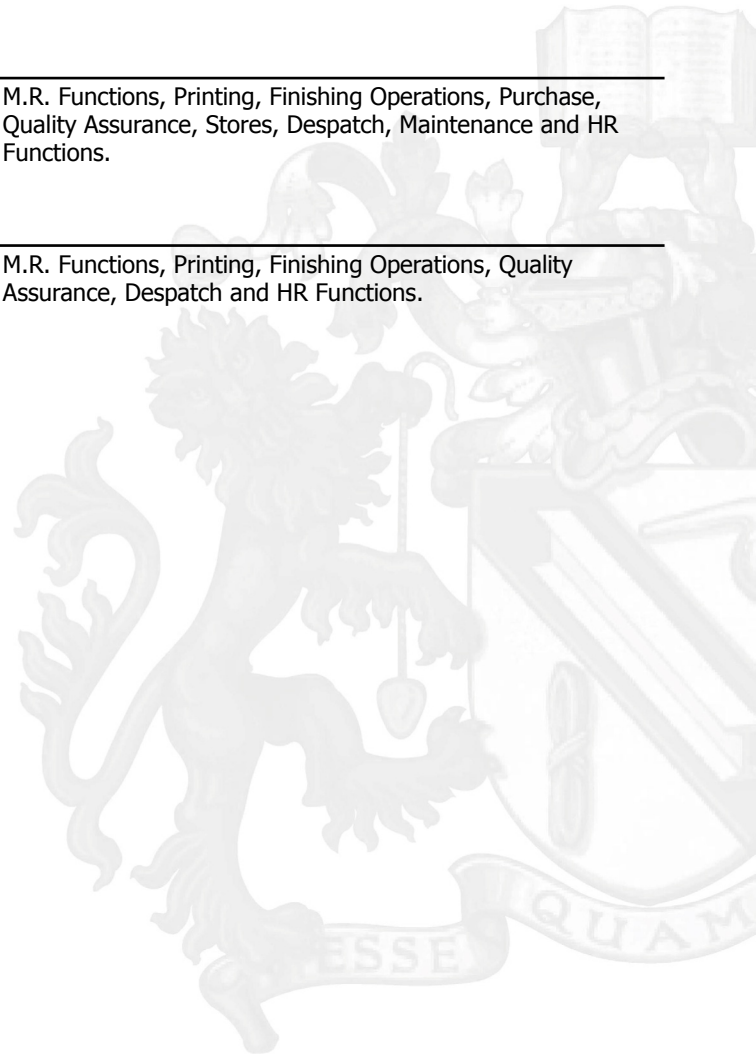 M.R. Functions, Printing, Finishing Operations, Purchase,
Quality Assurance, Stores, Despatch, Maintenance and HR
Functions.
M.R. Functions, Printing, Finishing Operations, Quality
Assurance, Despatch and HR Functions.
ESSE
QUAM